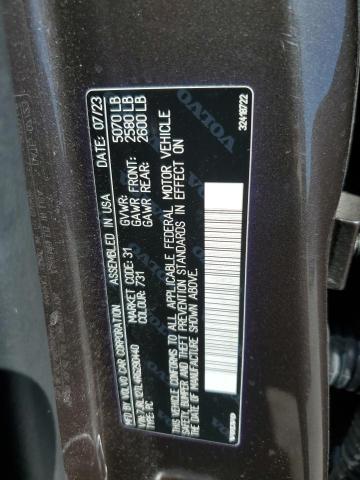 MFD BY: VOLVO CAR CORPORATION ASSEMBLED IN USA DATE: 07/23
TYPE: PC
MARKET CODE: 31
COLOUR: 731
GVWR: 5070 LB
GAWR FRONT: 2580 LB
GAWR REAR: 2600 LB
THIS VEHICLE CONFORMS TO ALL APPLICABLE FEDERAL MOTOR VEHICLE
SAFETY, BUMPER AND THEFT PREVENTION STANDARDS IN EFFECT ON
THE DATE OF MANUFACTURE SHOWN ABOVE.
VOLVO
32418722